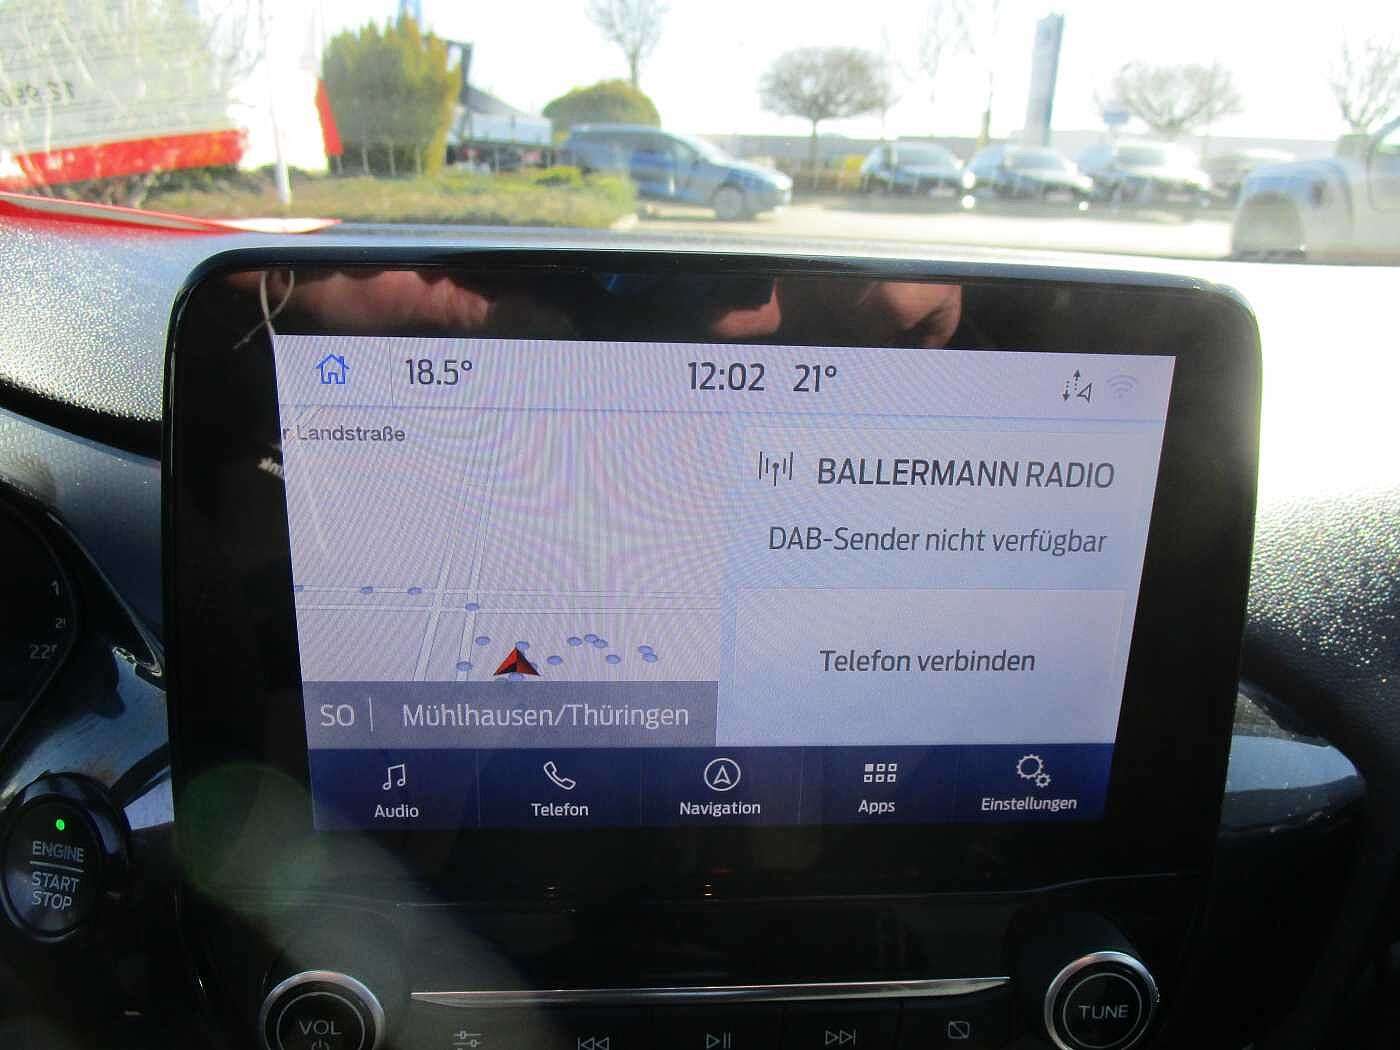 18.5°
12:02 21°
r Landstraße
BALLERMANN RADIO
DAB-Sender nicht verfügbar
Telefon verbinden
SO | Mühlhausen/Thüringen
Audio
Telefon
Navigation
Apps
Einstellungen
ENGINE
START
STOP
VOL
TUNE